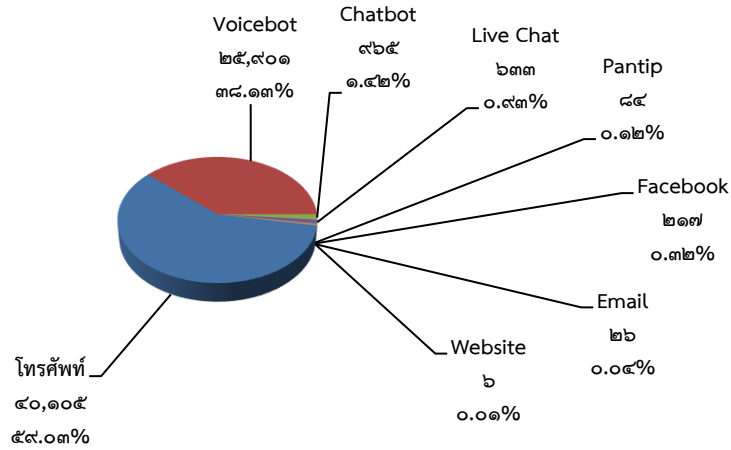 Voicebot
๒๕,๙๐๑
๓๘.๑๓%
Chatbot
๙๖๕
๑.๔๒%
Live Chat
๖๓๓
๐.๙๓%
Pantip
๘๔
๐.๑๒%
Facebook
๒๑๗
๐.๓๒%
Email
๒๖
๐.๐๔%
Website
๖
๐.๐๑%
โทรศัพท์
๔๐,๑๐๕
๕๙.๐๓%